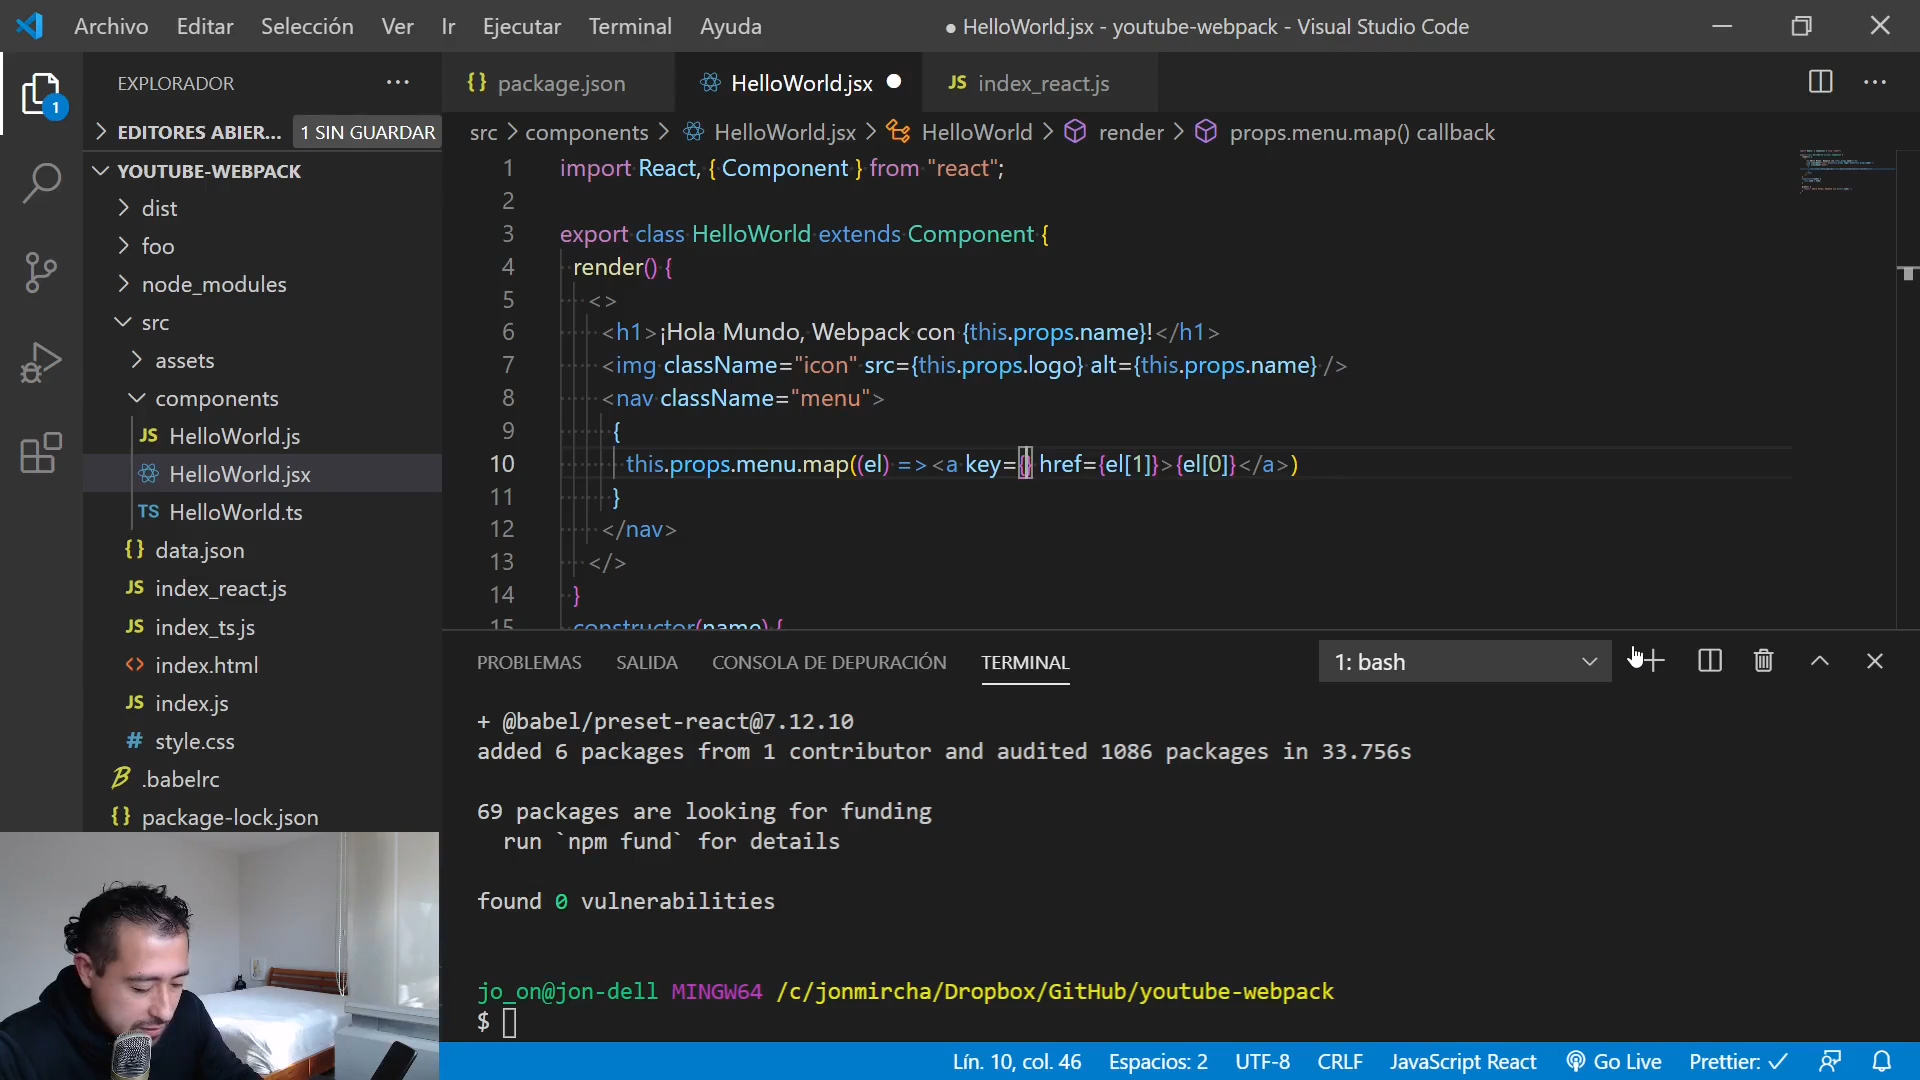 Archivo Editar Selección Ver Ir Ejecutar Terminal Ayuda ● HelloWorld.jsx - youtube-webpack - Visual Studio Code
EXPLORADOR ···
{} package.json HelloWorld.jsx ● JS index_react.js
EDITORES ABIER... 1 SIN GUARDAR
src > components > HelloWorld.jsx > HelloWorld > render > props.menu.map() callback
1
YOUTUBE-WEBPACK
dist
foo
node_modules
src
assets
components
JS HelloWorld.js
HelloWorld.jsx
TS HelloWorld.ts
{} data.json
JS index_react.js
JS index_ts.js
<> index.html
JS index.js
# style.css
.babelrc
{} package-lock.json
1 import React, { Component } from "react";
2
3 export class HelloWorld extends Component {
4 render() {
5 <>
6 <h1>¡Hola Mundo, Webpack con {this.props.name}!</h1>
7 <img className="icon" src={this.props.logo} alt={this.props.name} />
8 <nav className="menu">
9 {
10 this.props.menu.map((el) => <a key={} href={el[1]}>{el[0]}</a>)
11 }
12 </nav>
13 </>
14 }
15 constructor(name) {
PROBLEMAS SALIDA CONSOLA DE DEPURACIÓN TERMINAL 1: bash
+ @babel/preset-react@7.12.10
added 6 packages from 1 contributor and audited 1086 packages in 33.756s
69 packages are looking for funding
run `npm fund` for details
found 0 vulnerabilities
jo_on@jon-dell MINGW64 /c/jonmircha/Dropbox/GitHub/youtube-webpack
$
Lín. 10, col. 46 Espacios: 2 UTF-8 CRLF JavaScript React Go Live Prettier: ✓